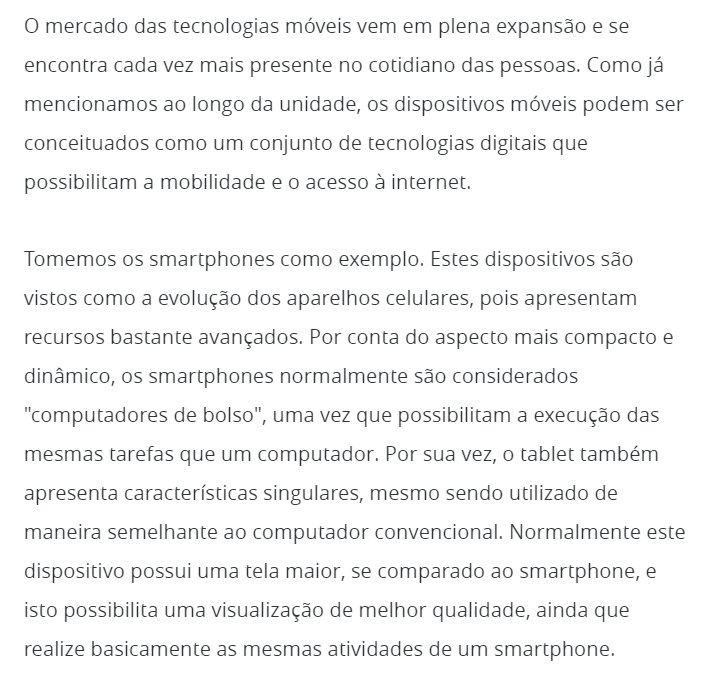 O mercado das tecnologias móveis vem em plena expansão e se
encontra cada vez mais presente no cotidiano das pessoas. Como já
mencionamos ao longo da unidade, os dispositivos móveis podem ser
conceituados como um conjunto de tecnologias digitais que
possibilitam a mobilidade e o acesso à internet.
Tomemos os smartphones como exemplo. Estes dispositivos são
vistos como a evolução dos aparelhos celulares, pois apresentam
recursos bastante avançados. Por conta do aspecto mais compacto e
dinâmico, os smartphones normalmente são considerados
"computadores de bolso", uma vez que possibilitam a execução das
mesmas tarefas que um computador. Por sua vez, o tablet também
apresenta características singulares, mesmo sendo utilizado de
maneira semelhante ao computador convencional. Normalmente este
dispositivo possui uma tela maior, se comparado ao smartphone, e
isto possibilita uma visualização de melhor qualidade, ainda que
realize basicamente as mesmas atividades de um smartphone.